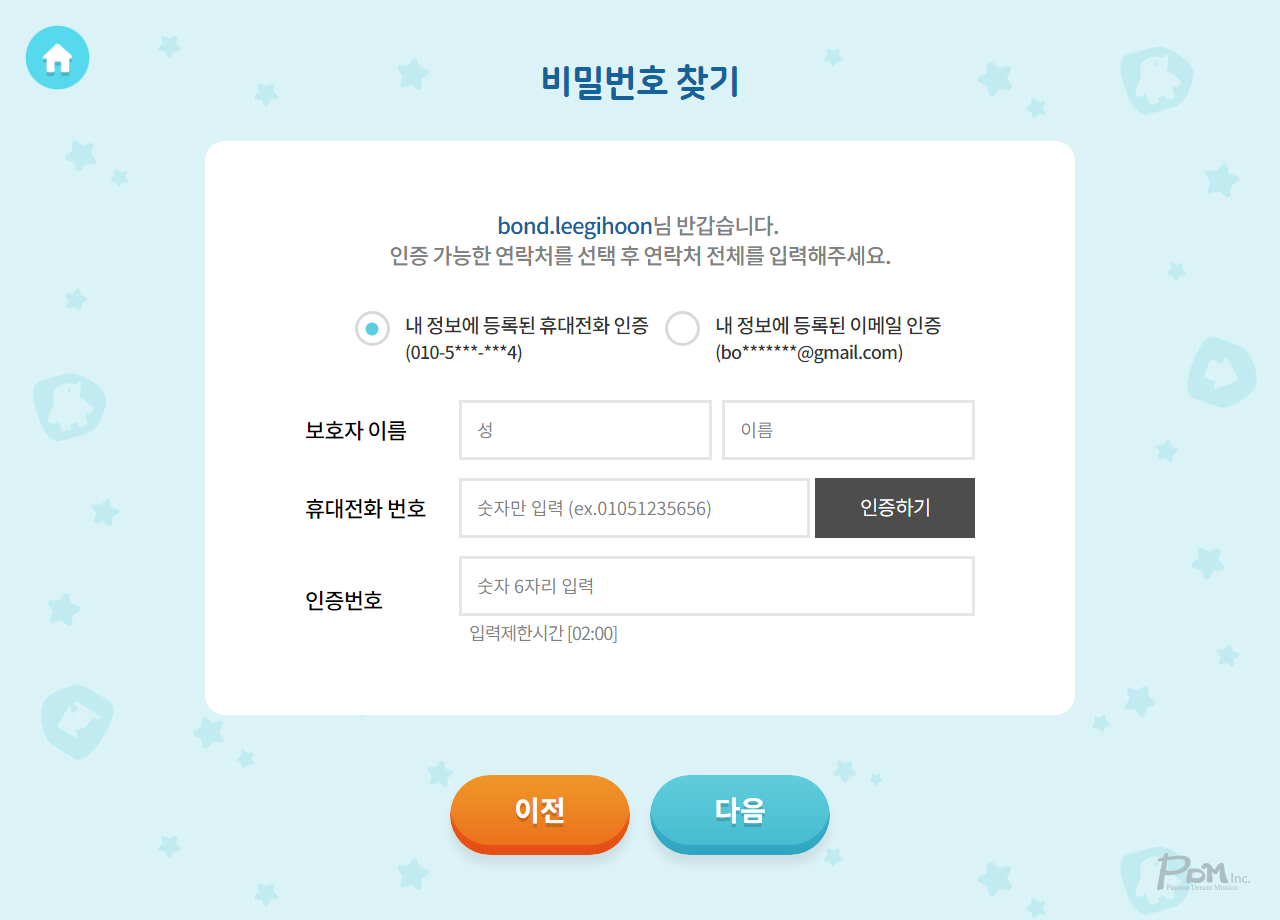 비밀번호 찾기
bond.leegihoon님 반갑습니다.
인증 가능한 연락처를 선택 후 연락처 전체를 입력해주세요.
내 정보에 등록된 휴대전화 인증
(010-5***-***4)
내 정보에 등록된 이메일 인증
(bo*******@gmail.com)
보호자 이름 성 이름
휴대전화 번호 숫자만 입력 (ex.01051235656) 인증하기
인증번호 숫자 6자리 입력
입력제한시간 [02:00]
이전 다음
PDM Inc.
Passion Dream Mission